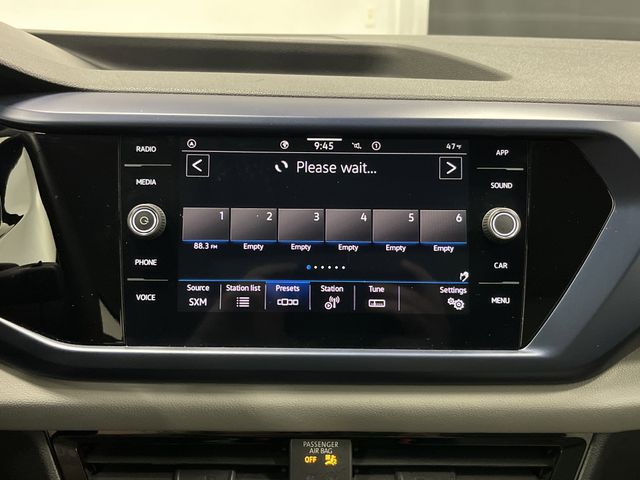 RADIO
MEDIA
PHONE
VOICE
A 9:45 1 47°F
< Please wait... >
1 2 3 4 5 6
88.3 FM Empty Empty Empty Empty Empty
Source Station list Presets Station Tune Settings
SXM
APP
SOUND
CAR
MENU
PASSENGER
AIR BAG
OFF